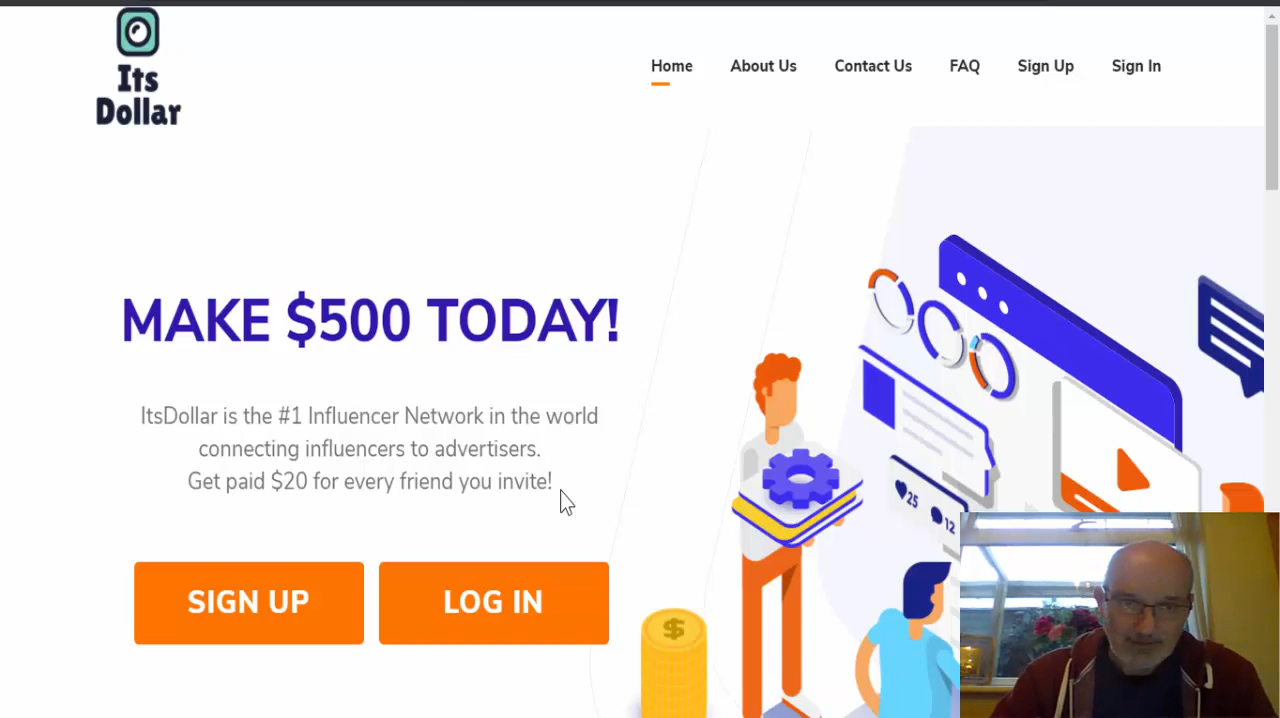 Its
Dollar
Home About Us Contact Us FAQ Sign Up Sign In
MAKE $500 TODAY!
ItsDollar is the #1 Influencer Network in the world
connecting influencers to advertisers.
Get paid $20 for every friend you invite!
SIGN UP LOG IN
25
12
$